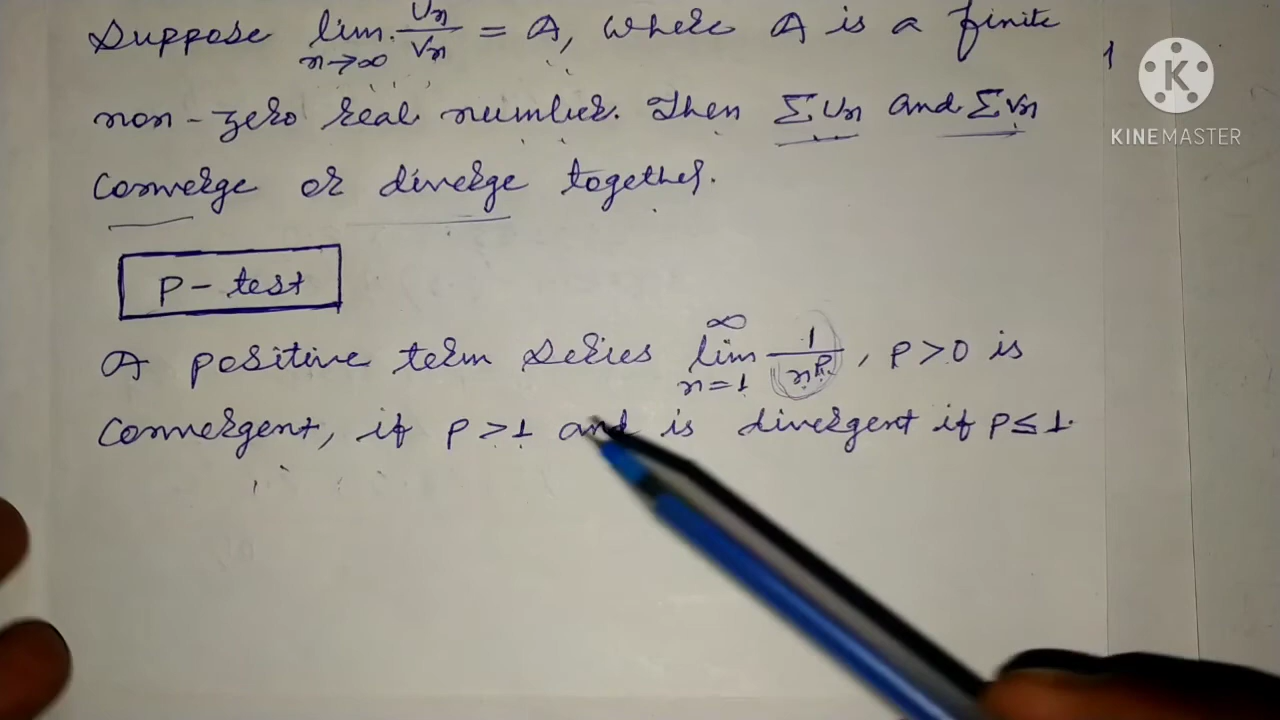 Suppose lim n→∞ Un/Vn = A, where A is a finite
non-zero real number. Then ΣUn and ΣVn
converge or diverge together.
P-test
A positive term series lim n=1 ∞ 1/n^p, P>0 is
convergent, if P>1 and is divergent if P≤1.
K
KINEMASTER